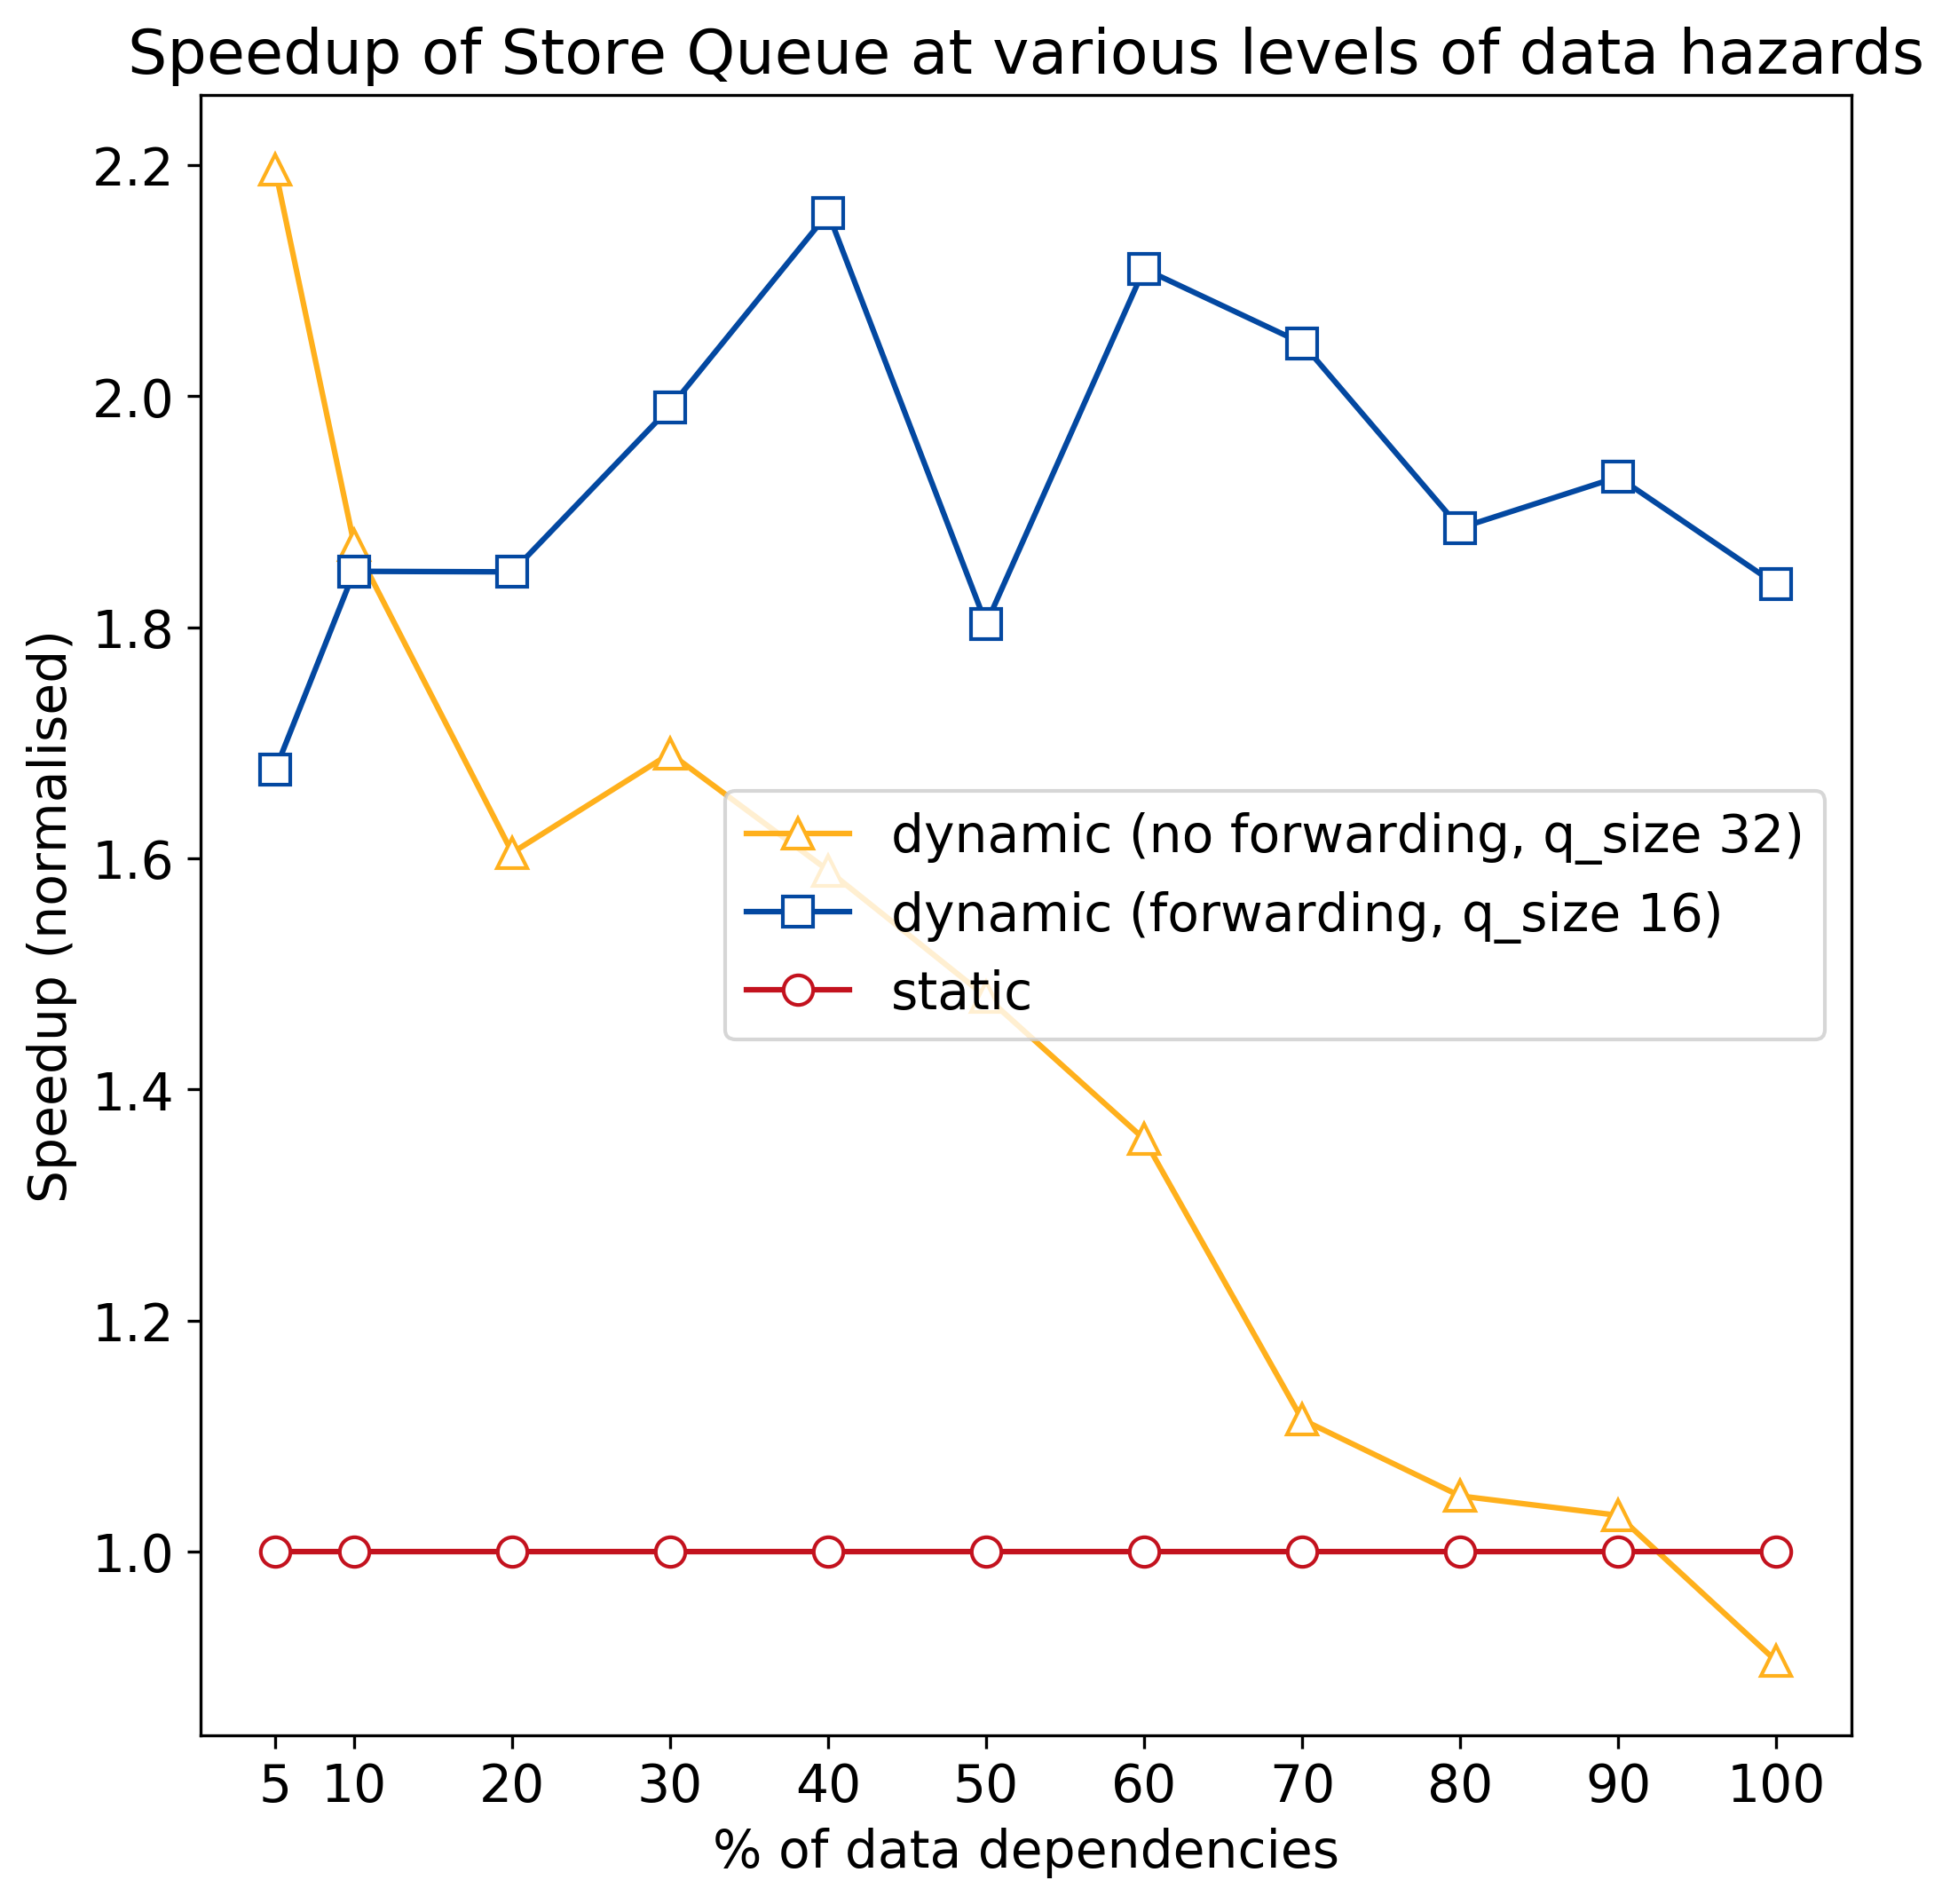 Speedup of Store Queue at various levels of data hazards
Speedup (normalised)
2.2
2.0
1.8
1.6
1.4
1.2
1.0
dynamic (no forwarding, q_size 32)
dynamic (forwarding, q_size 16)
static
5 10 20 30 40 50 60 70 80 90 100
% of data dependencies